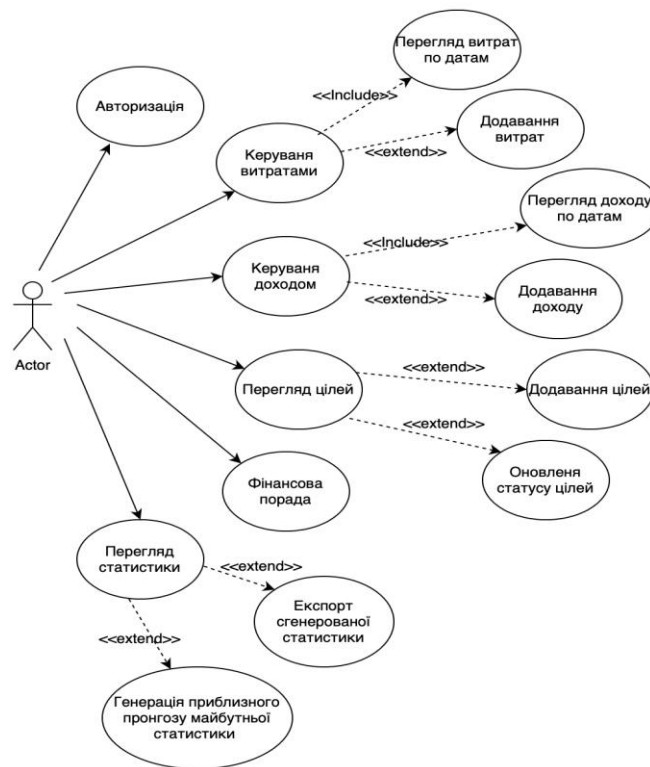 Перегляд витрат
по датам
<<Include>>
Авторизація
Додавання
витрат
Керуваня
витратами
<<extend>>
Перегляд доходу
по датам
<<Include>>
Керуваня
доходом
<<extend>>
Додавання
доходу
Actor
<<extend>>
Перегляд цілей
Додавання цілей
<<extend>>
Оновленя
статусу цілей
Фінансова
порада
Перегляд
статистики
<<extend>>
Експорт
сгенерованої
статистики
<<extend>>
Генерація приблизного
пронгозу майбутньої
статистики